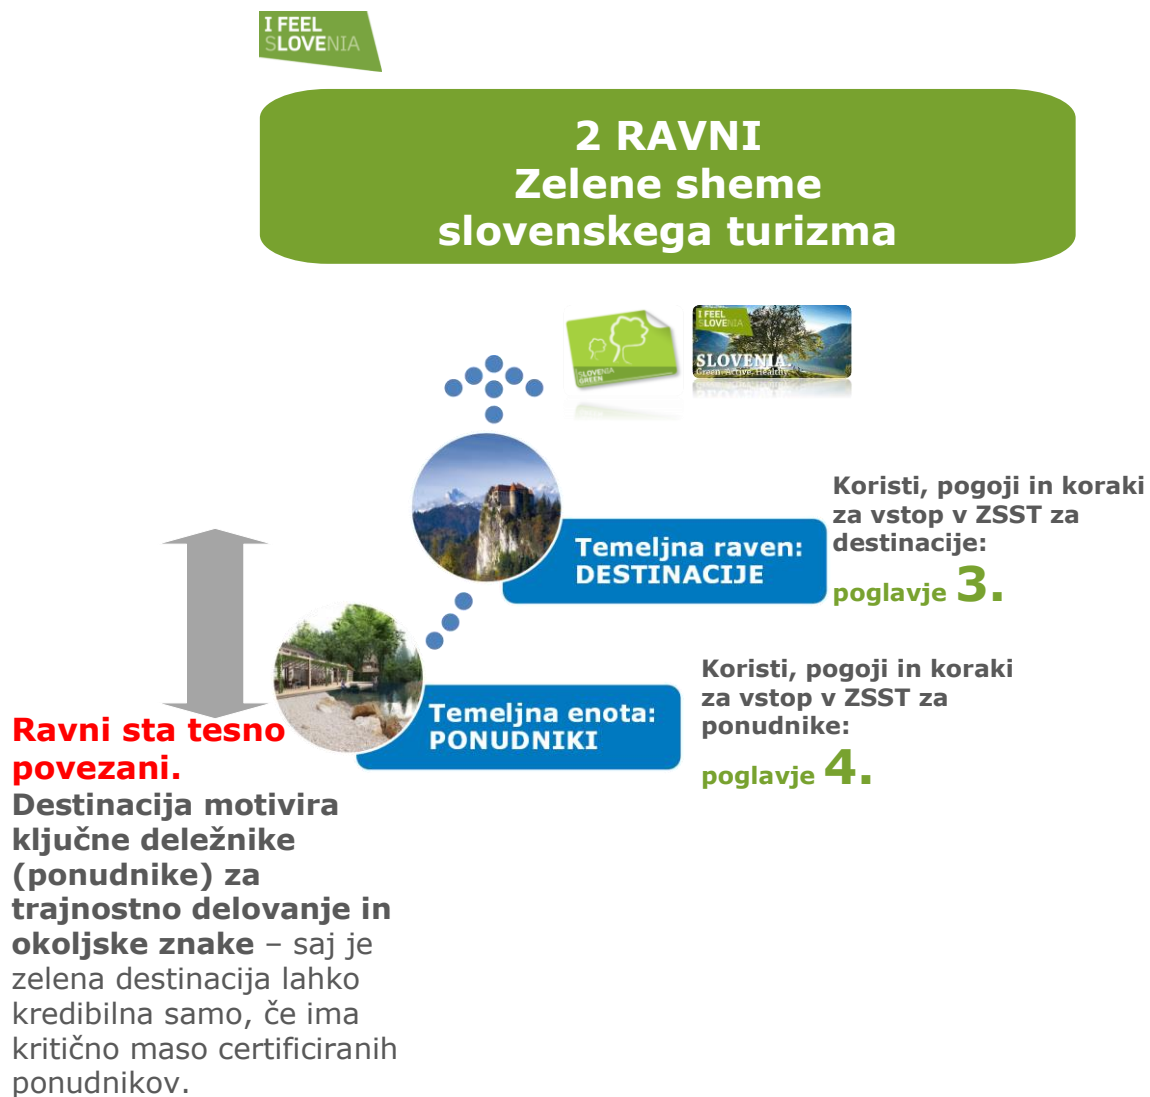 I FEEL
SLOVENIA
2 RAVNI
Zelene sheme
slovenskega turizma
SLOVENIA
GREEN
I FEEL
SLOVENIA
SLOVENIA.
Green. Active. Healthy.
Temeljna raven:
DESTINACIJE
Koristi, pogoji in koraki
za vstop v ZSST za
destinacije:
poglavje 3.
Temeljna enota:
PONUDNIKI
Koristi, pogoji in koraki
za vstop v ZSST za
ponudnike:
poglavje 4.
Ravni sta tesno
povezani.
Destinacija motivira
ključne deležnike
(ponudnike) za
trajnostno delovanje in
okoljske znake – saj je
zelena destinacija lahko
kredibilna samo, če ima
kritično maso certificiranih
ponudnikov.